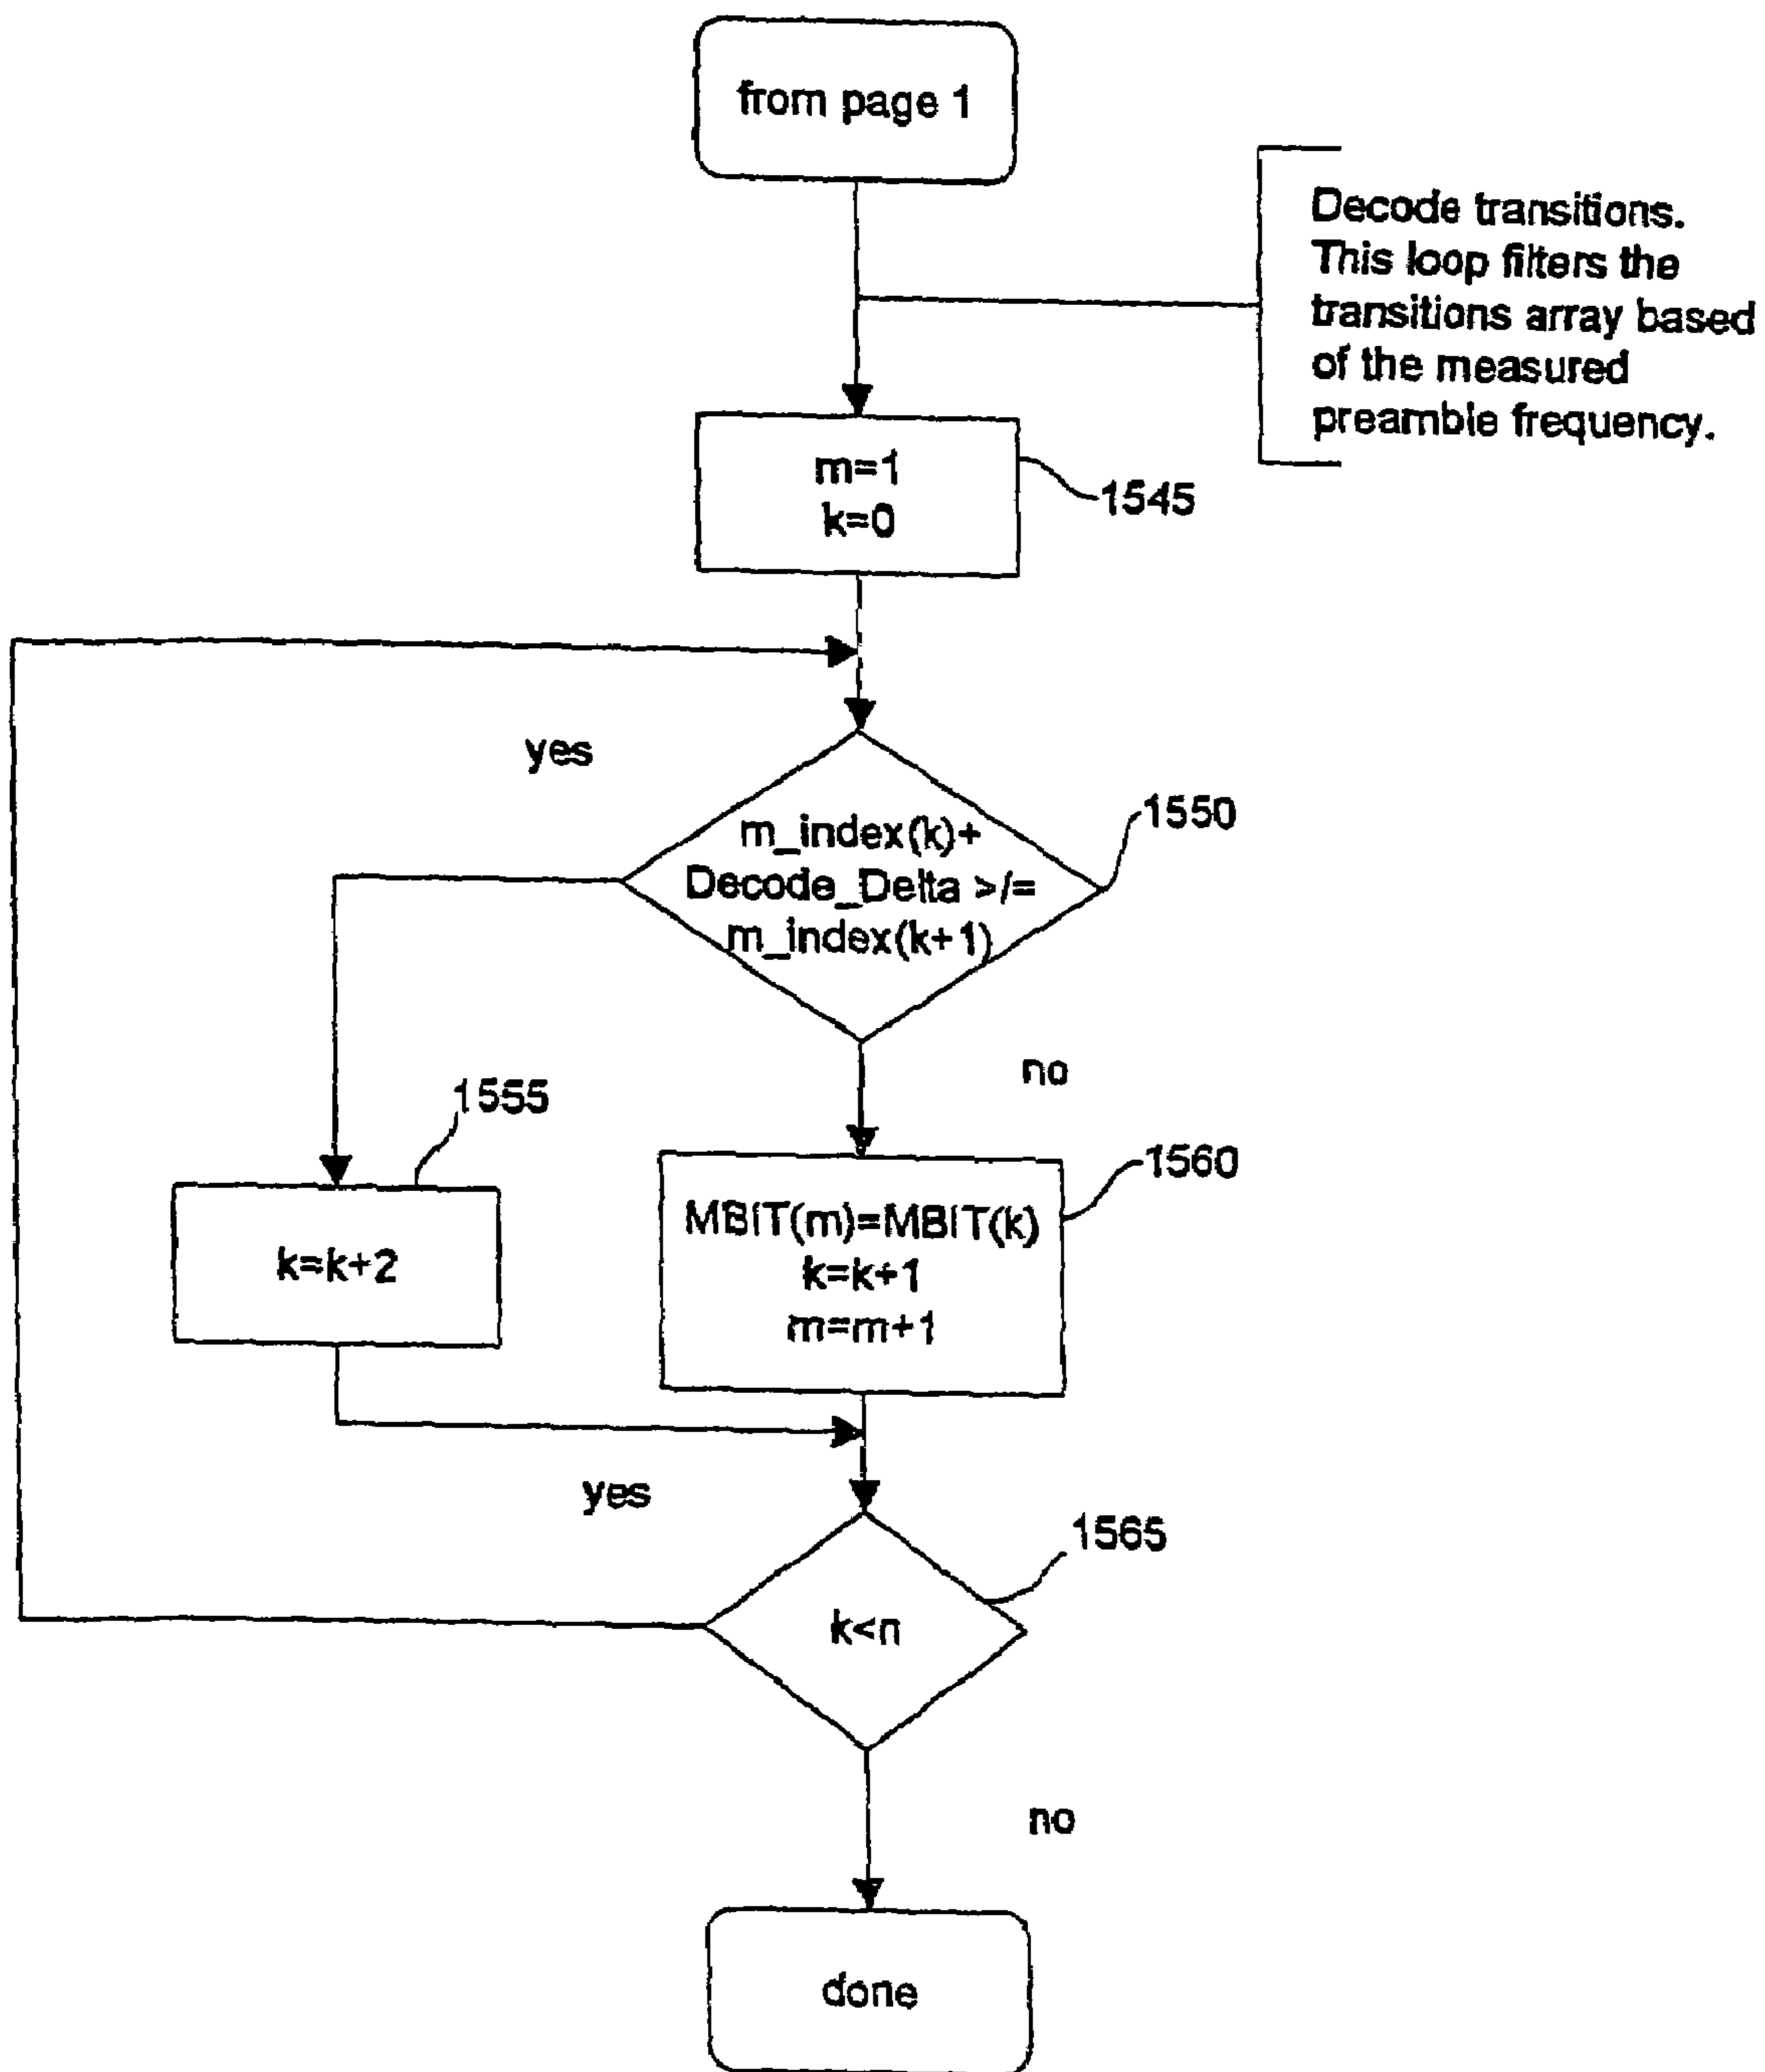 from page 1
Decode transitions.
This loop filters the
transitions array based
of the measured
preamble frequency.
m=1
k=0
1545
yes
m_index(k)+
Decode_Delta >/=
m_index(k+1)
1550
no
1555
k=k+2
MBIT(m)=MBIT(k)
k=k+1
m=m+1
1560
yes
k<n
1565
no
done